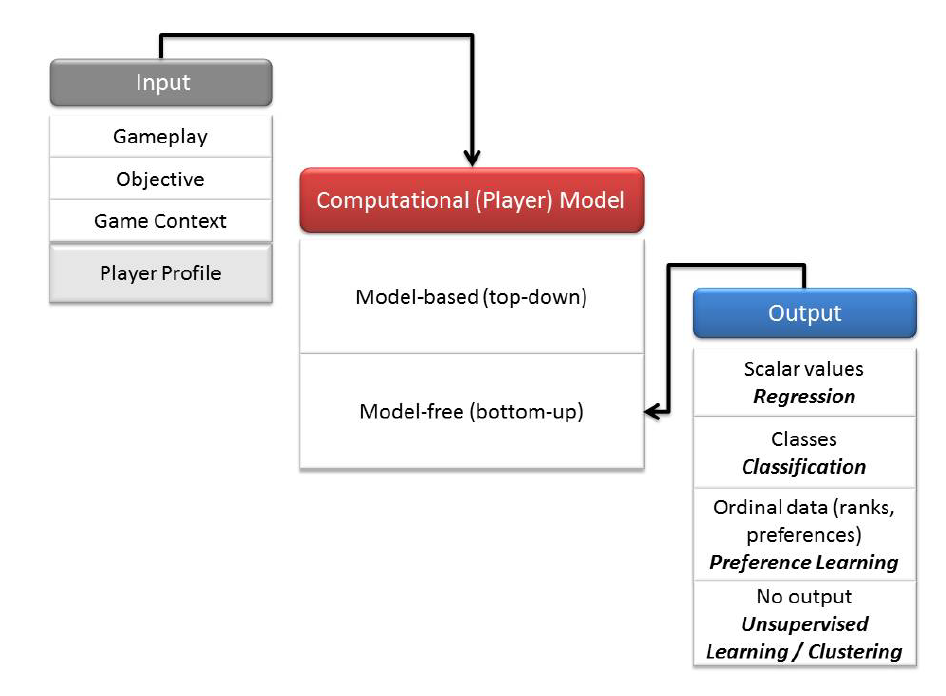 Input
Gameplay
Objective
Game Context
Player Profile
Computational (Player) Model
Model-based (top-down)
Model-free (bottom-up)
Output
Scalar values
Regression
Classes
Classification
Ordinal data (ranks,
preferences)
Preference Learning
No output
Unsupervised
Learning / Clustering